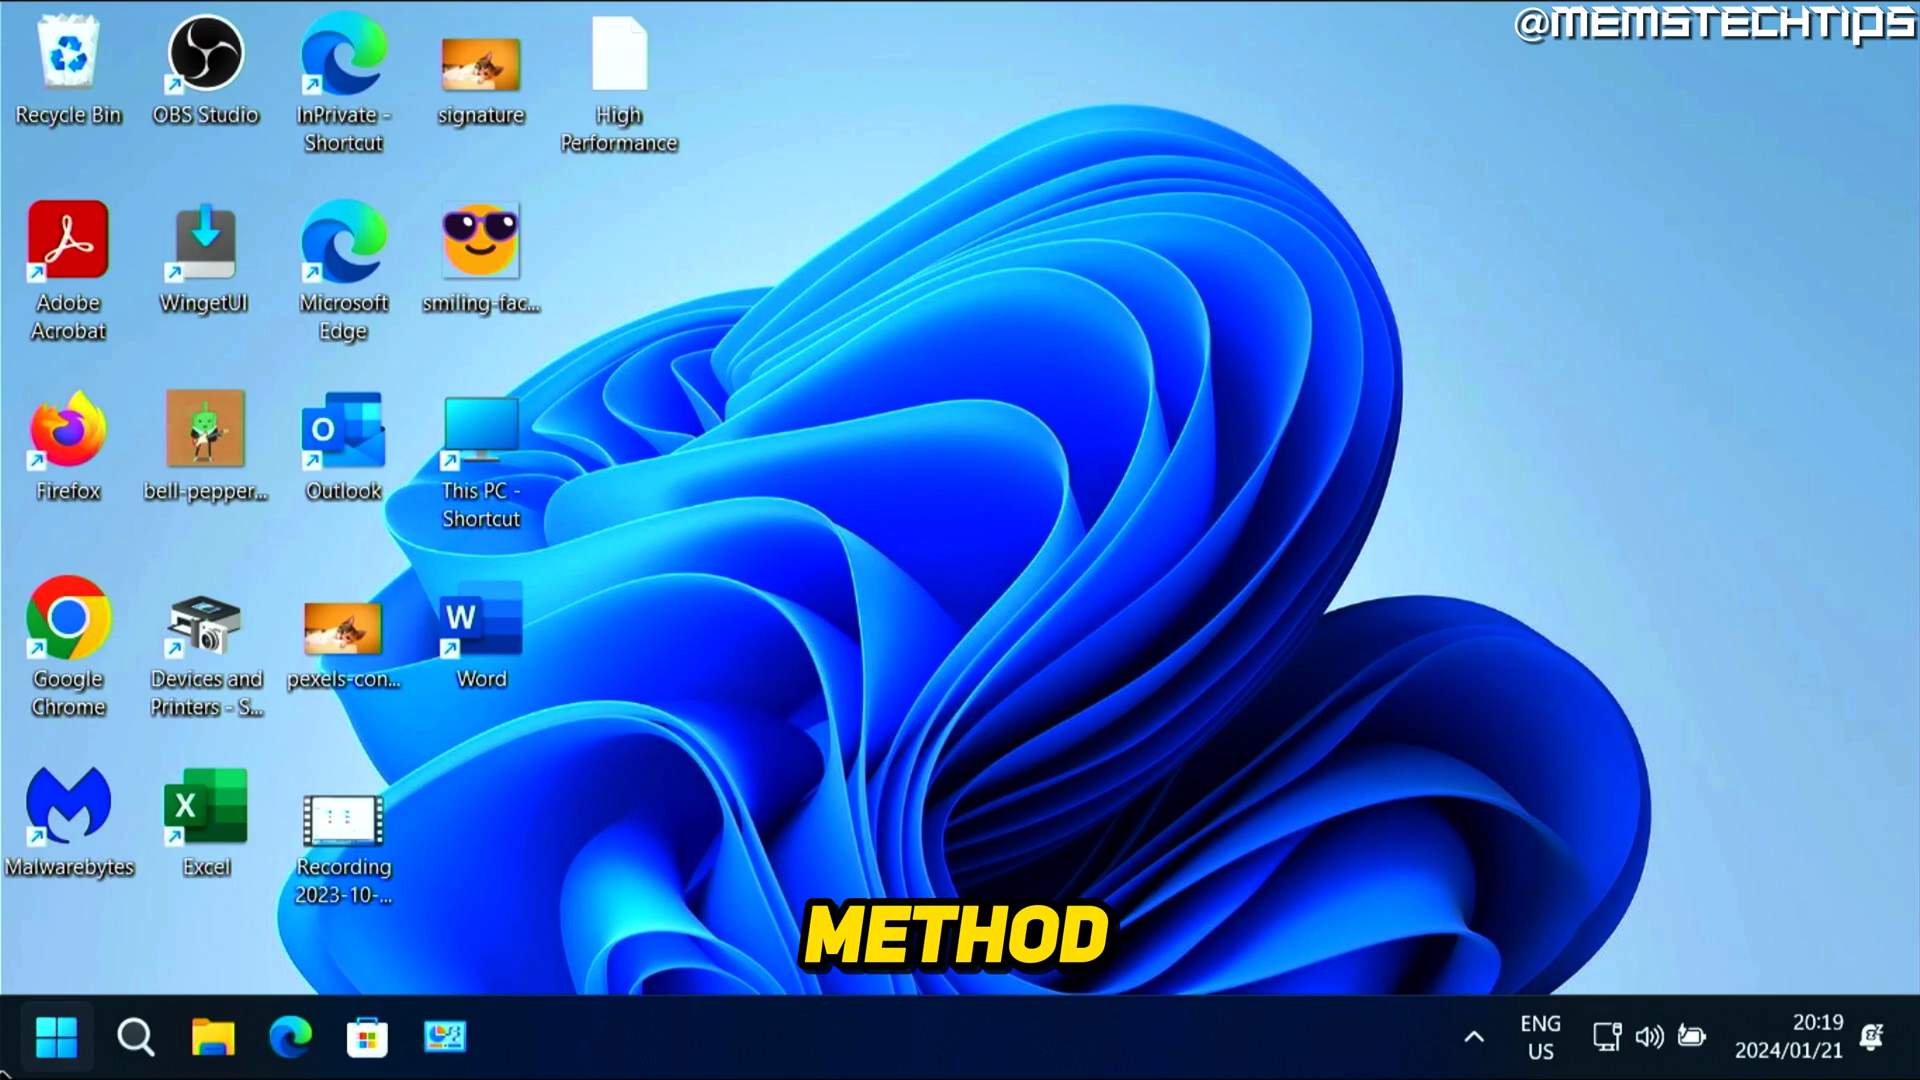 @MEMSTECHTIPS
Recycle Bin
OBS Studio
InPrivate -
Shortcut
signature
High
Performance
Adobe
Acrobat
WingetUI
Microsoft
Edge
smiling-fac...
Firefox
bell-pepper...
Outlook
This PC -
Shortcut
Google
Chrome
Devices and
Printers - S...
pexels-con...
Word
Malwarebytes
Excel
Recording
2023-10-...
METHOD
ENG
US
20:19
2024/01/21